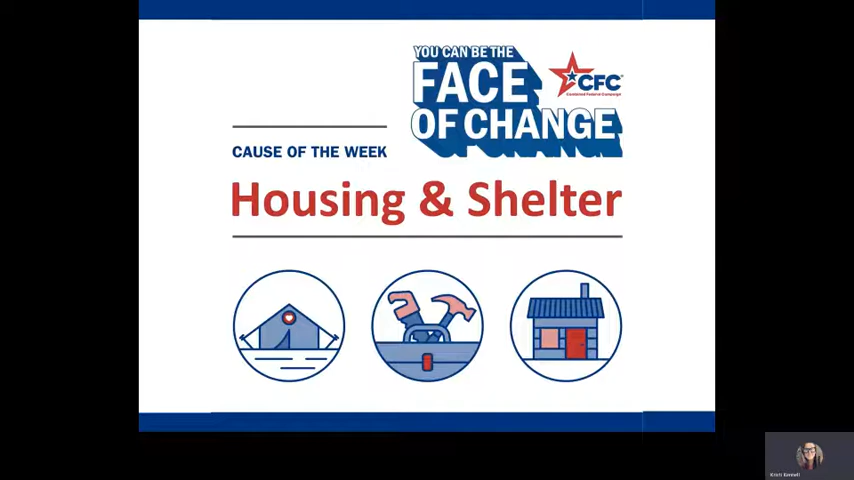 YOU CAN BE THE
FACE
OF CHANGE
CFC
Combined Federal Campaign
CAUSE OF THE WEEK
Housing & Shelter